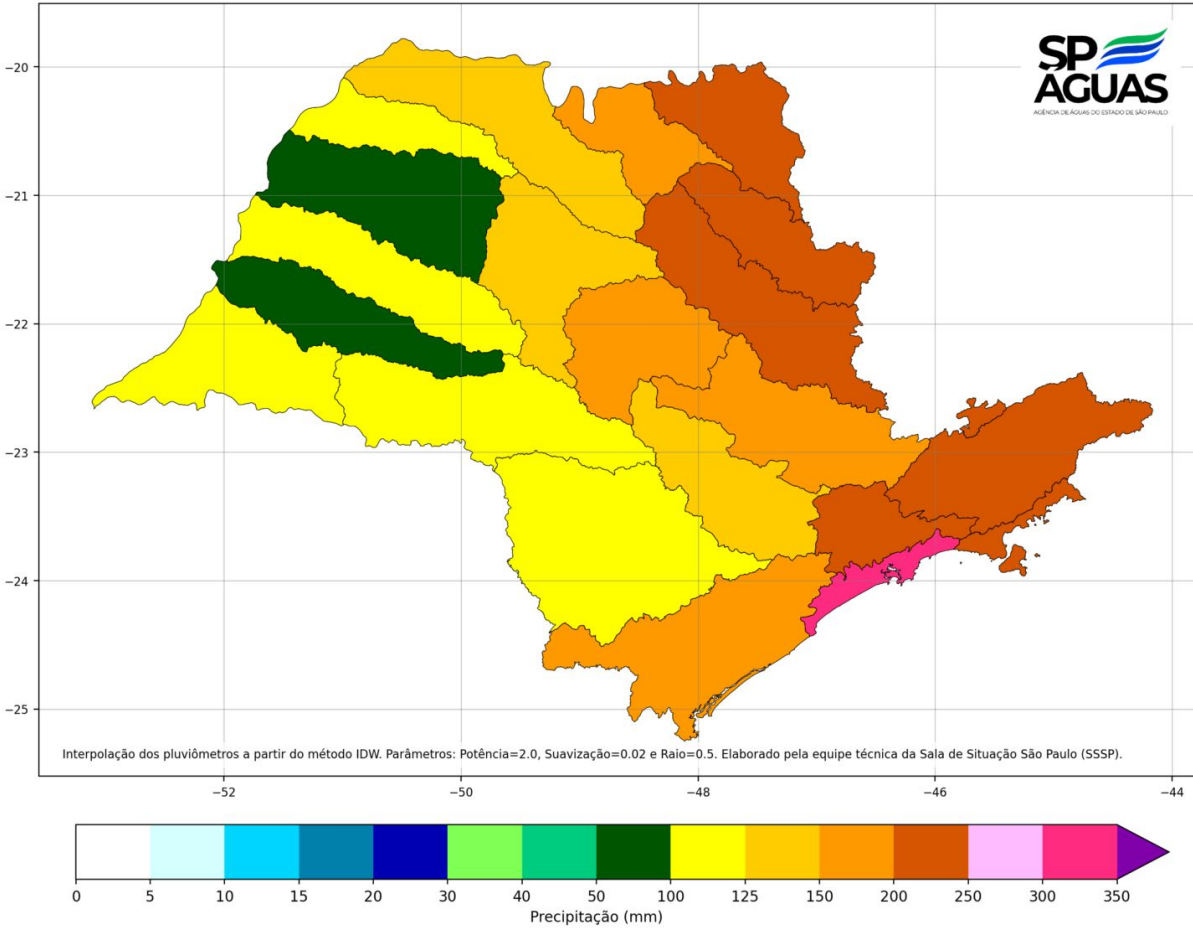 SP
ÁGUAS
AGÊNCIA DE ÁGUAS DO ESTADO DE SÃO PAULO
−20
−21
−22
−23
−24
−25
Interpolação dos pluviômetros a partir do método IDW. Parâmetros: Potência=2.0, Suavização=0.02 e Raio=0.5. Elaborado pela equipe técnica da Sala de Situação São Paulo (SSSP).
−52 −50 −48 −46 −44
0 5 10 15 20 30 40 50 100 125 150 200 250 300 350
Precipitação (mm)